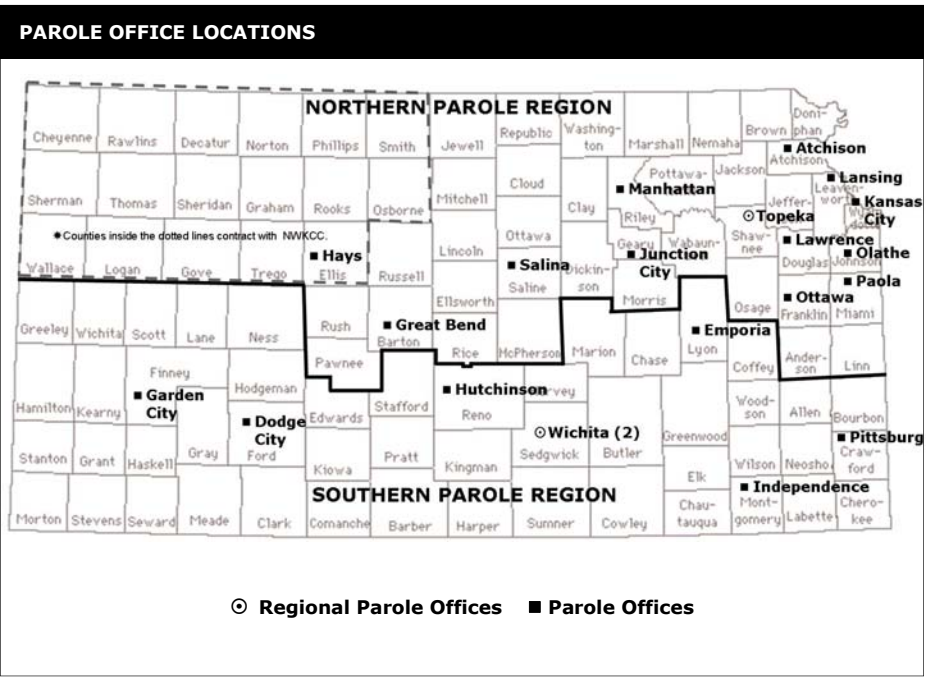 PAROLE OFFICE LOCATIONS
NORTHERN PAROLE REGION
Cheyenne Rawlins Decatur Norton Phillips Smith Jewell Republic Washing-
ton Marshall Nemaha Brown Doni-
phan
Atchison
Atchison
Sherman Thomas Sheridan Graham Rooks Osborne Mitchell Cloud Clay Riley Pottawa- Jackson Jeffer- Leaven-
worth
Manhattan
Lansing
Kansas
City
Topeka
* Counties inside the dotted lines contract with NWKCC.
Wallace Logan Gove Trego Ellis Russell Lincoln Ottawa
Hays
Salina
Saline Dickin-
son Geary Wabaun- Shaw-
nee Douglas Johnson
Junction
City
Lawrence
Olathe
Ellsworth Morris Osage Franklin Miami
Paola
Ottawa
Greeley Wichita Scott Lane Ness Rush Barton Rice McPherson Marion Chase Lyon Coffey Ander-
son Linn
Great Bend
Emporia
Pawnee
Finney
Garden
City
Hodgeman
Hamilton Kearny Edwards Stafford Reno Harvey Greenwood Wood-
son Allen Bourbon
Hutchinson
Dodge
City
Wichita (2)
Pittsburg
Stanton Grant Haskell Gray Ford Kiowa Pratt Kingman Sedgwick Butler Elk Wilson Neosho Craw-
ford
Independence
SOUTHERN PAROLE REGION
Morton Stevens Seward Meade Clark Comanche Barber Harper Sumner Cowley Chau-
tauqua Mont-
gomery Labette Chero-
kee
Regional Parole Offices Parole Offices